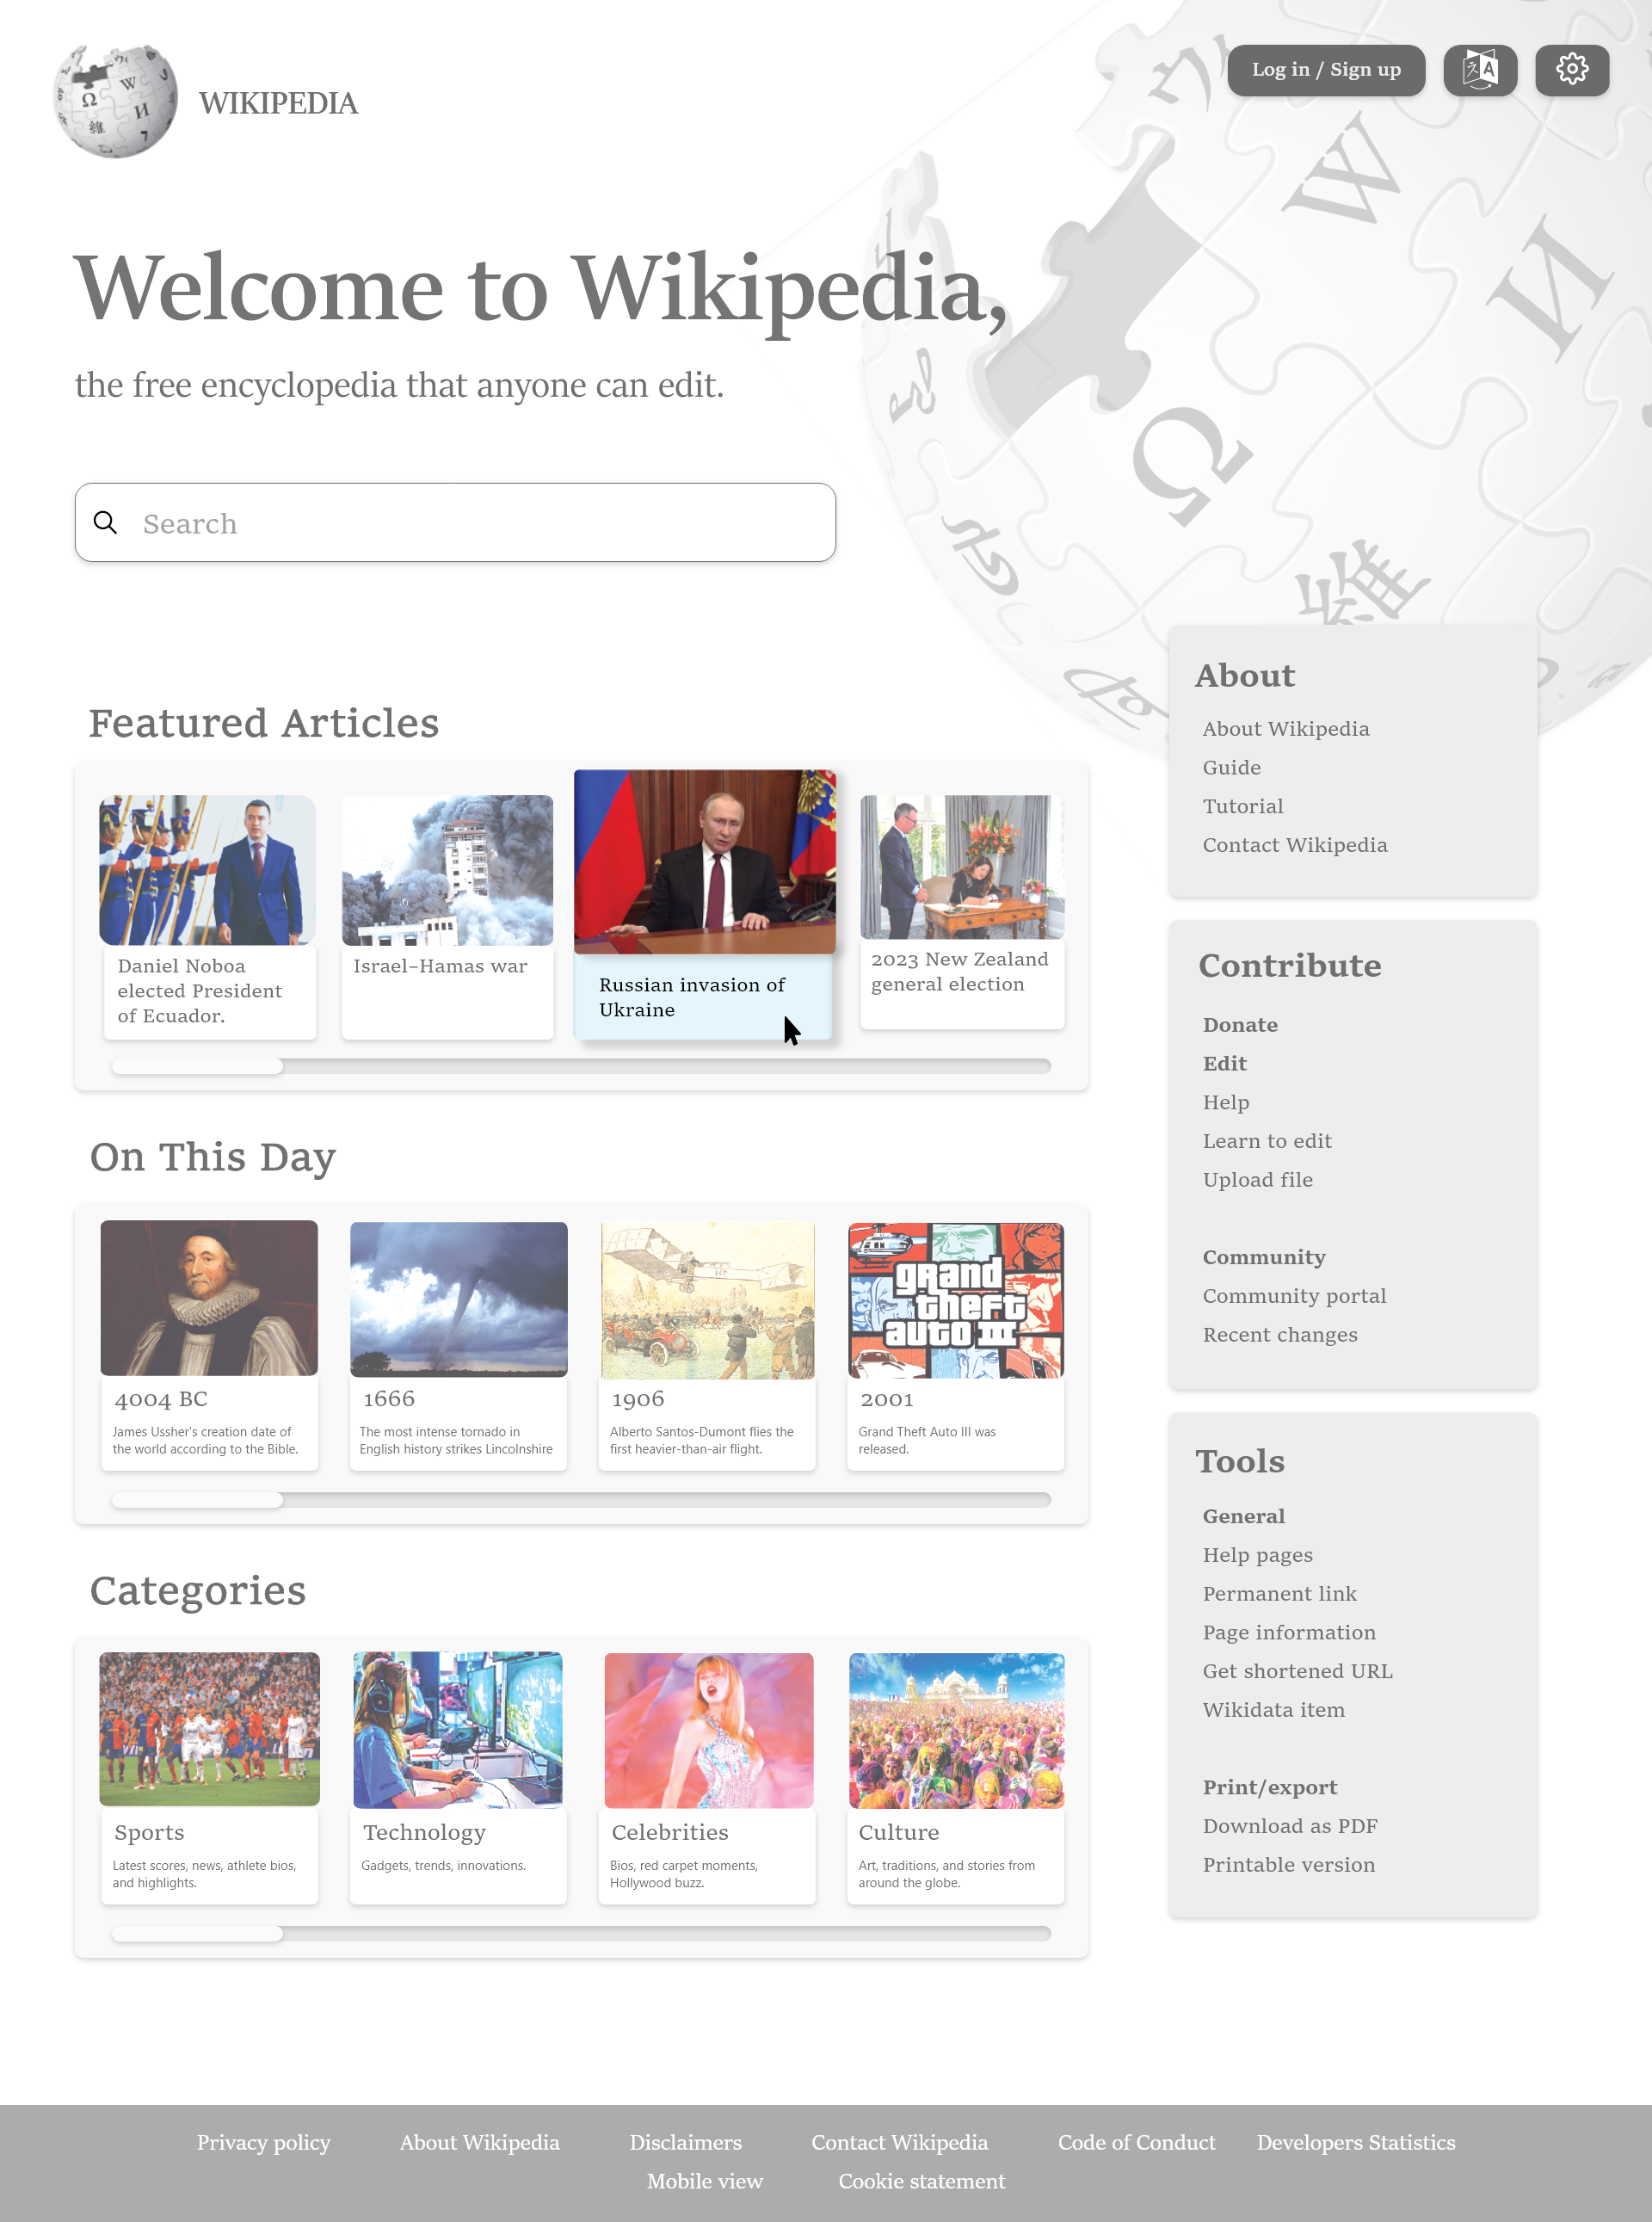 WIKIPEDIA
Log in / Sign up
Ω
W
И
維
W
И
Ω
維
Welcome to Wikipedia,
the free encyclopedia that anyone can edit.
Search
Featured Articles
Daniel Noboa
elected President
of Ecuador.
Israel–Hamas war
Russian invasion of
Ukraine
2023 New Zealand
general election
On This Day
grand
theft
auto III
4004 BC
James Ussher's creation date of
the world according to the Bible.
1666
The most intense tornado in
English history strikes Lincolnshire
1906
Alberto Santos-Dumont flies the
first heavier-than-air flight.
2001
Grand Theft Auto III was
released.
Categories
Sports
Latest scores, news, athlete bios,
and highlights.
Technology
Gadgets, trends, innovations.
Celebrities
Bios, red carpet moments,
Hollywood buzz.
Culture
Art, traditions, and stories from
around the globe.
About
About Wikipedia
Guide
Tutorial
Contact Wikipedia
Contribute
Donate
Edit
Help
Learn to edit
Upload file
Community
Community portal
Recent changes
Tools
General
Help pages
Permanent link
Page information
Get shortened URL
Wikidata item
Print/export
Download as PDF
Printable version
Privacy policy About Wikipedia Disclaimers Contact Wikipedia Code of Conduct Developers Statistics
Mobile view Cookie statement